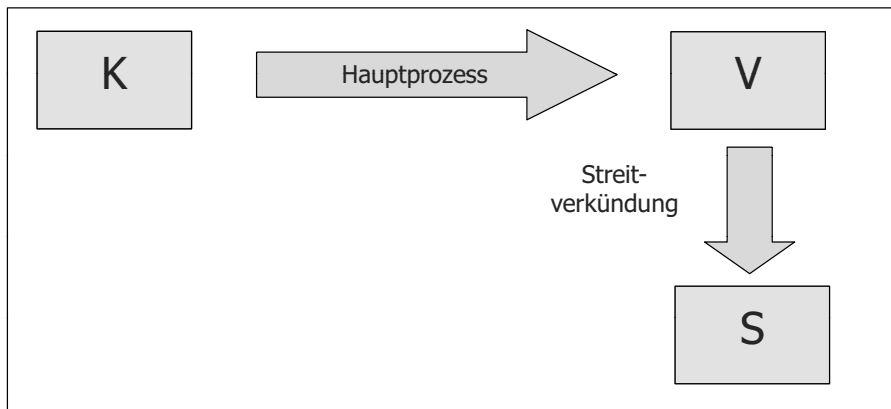 K
Hauptprozess
V
Streit-
verkündung
S